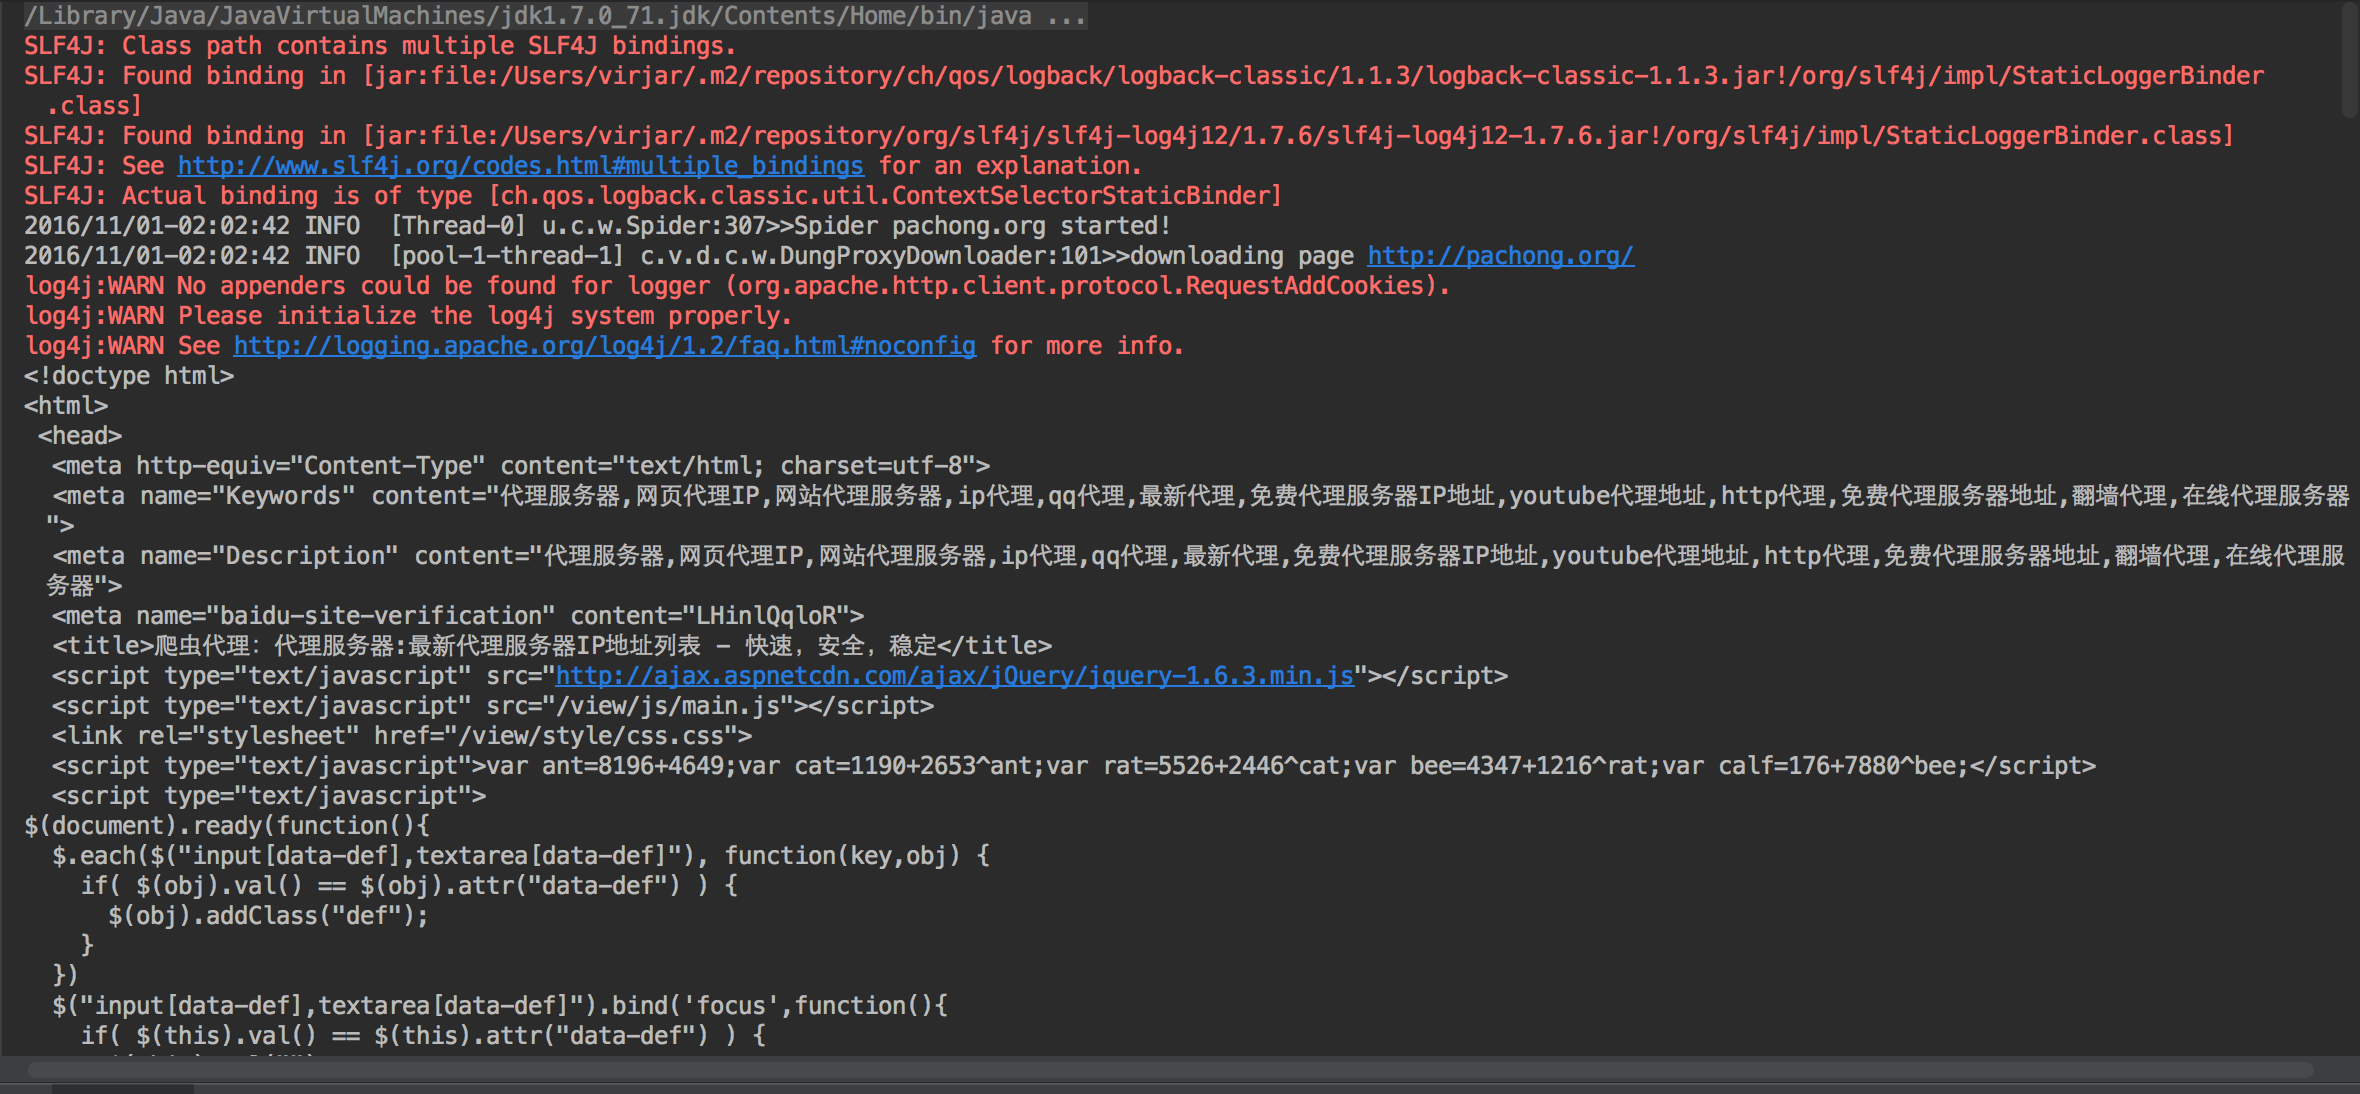 /Library/Java/JavaVirtualMachines/jdk1.7.0_71.jdk/Contents/Home/bin/java ...
SLF4J: Class path contains multiple SLF4J bindings.
SLF4J: Found binding in [jar:file:/Users/virjar/.m2/repository/ch/qos/logback/logback-classic/1.1.3/logback-classic-1.1.3.jar!/org/slf4j/impl/StaticLoggerBinder
.class]
SLF4J: Found binding in [jar:file:/Users/virjar/.m2/repository/org/slf4j/slf4j-log4j12/1.7.6/slf4j-log4j12-1.7.6.jar!/org/slf4j/impl/StaticLoggerBinder.class]
SLF4J: See http://www.slf4j.org/codes.html#multiple_bindings for an explanation.
SLF4J: Actual binding is of type [ch.qos.logback.classic.util.ContextSelectorStaticBinder]
2016/11/01-02:02:42 INFO  [Thread-0] u.c.w.Spider:307>>Spider pachong.org started!
2016/11/01-02:02:42 INFO  [pool-1-thread-1] c.v.d.c.w.DungProxyDownloader:101>>downloading page http://pachong.org/
log4j:WARN No appenders could be found for logger (org.apache.http.client.protocol.RequestAddCookies).
log4j:WARN Please initialize the log4j system properly.
log4j:WARN See http://logging.apache.org/log4j/1.2/faq.html#noconfig for more info.
<!doctype html>
<html>
<head>
<meta http-equiv="Content-Type" content="text/html; charset=utf-8">
<meta name="Keywords" content="代理服务器,网页代理IP,网站代理服务器,ip代理,qq代理,最新代理,免费代理服务器IP地址,youtube代理地址,http代理,免费代理服务器地址,翻墙代理,在线代理服务器
">
<meta name="Description" content="代理服务器,网页代理IP,网站代理服务器,ip代理,qq代理,最新代理,免费代理服务器IP地址,youtube代理地址,http代理,免费代理服务器地址,翻墙代理,在线代理服
务器">
<meta name="baidu-site-verification" content="LHinlQqloR">
<title>爬虫代理：代理服务器:最新代理服务器IP地址列表 - 快速，安全，稳定</title>
<script type="text/javascript" src="http://ajax.aspnetcdn.com/ajax/jQuery/jquery-1.6.3.min.js"></script>
<script type="text/javascript" src="/view/js/main.js"></script>
<link rel="stylesheet" href="/view/style/css.css">
<script type="text/javascript">var ant=8196+4649;var cat=1190+2653^ant;var rat=5526+2446^cat;var bee=4347+1216^rat;var calf=176+7880^bee;</script>
<script type="text/javascript">
$(document).ready(function(){
$.each($("input[data-def],textarea[data-def]"), function(key,obj) {
if( $(obj).val() == $(obj).attr("data-def") ) {
$(obj).addClass("def");
}
})
$("input[data-def],textarea[data-def]").bind('focus',function(){
if( $(this).val() == $(this).attr("data-def") ) {